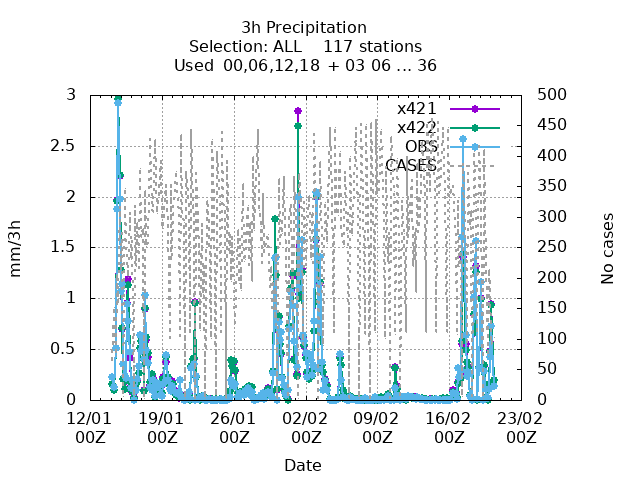 3h Precipitation
Selection: ALL 117 stations
Used 00,06,12,18 + 03 06 ... 36
3 500
x421 450
2.5 x422 400
OBS
CASES 350
2 300
1.5 250
200
1 150
0.5 100
50
0 0
12/01 19/01 26/01 02/02 09/02 16/02 23/02
00Z 00Z 00Z 00Z 00Z 00Z 00Z
Date
mm/3h
No cases